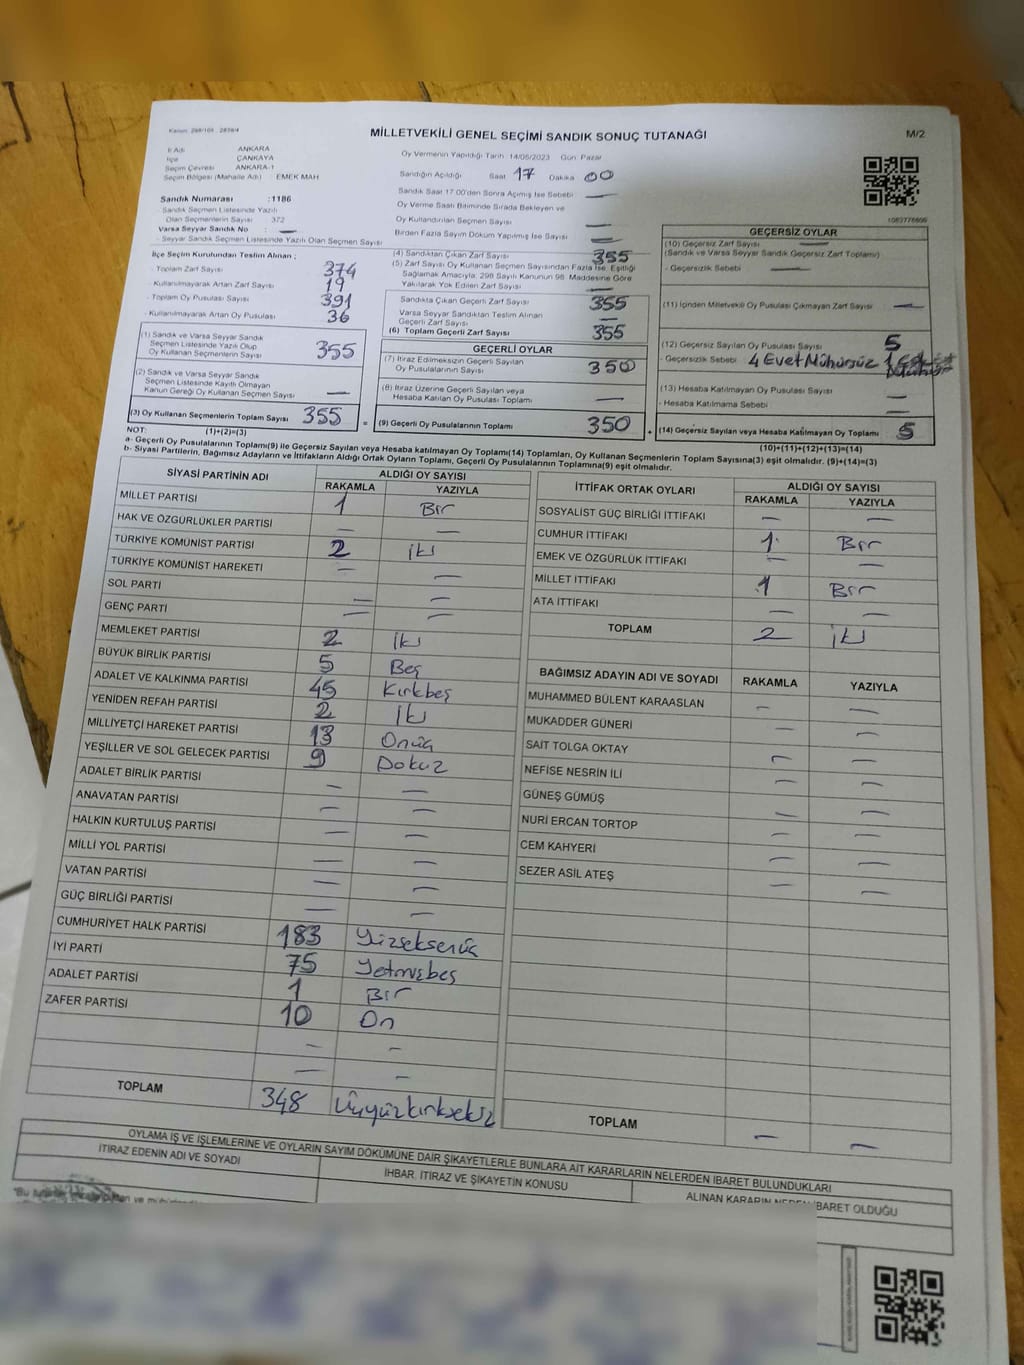 Kanun: 298/105 2839/4
MİLLETVEKİLİ GENEL SEÇİMİ SANDIK SONUÇ TUTANAĞI
M/2
İl Adı ANKARA
İlçe ÇANKAYA
Seçim Çevresi ANKARA-1
Seçim Bölgesi (Mahalle Adı) : EMEK MAH
Sandık Numarası : 1186
- Sandık Seçmen Listesinde Yazılı
Olan Seçmenlerin Sayısı 372
Varsa Seyyar Sandık No : —
- Seyyar Sandık Seçmen Listesinde Yazılı Olan Seçmen Sayısı
İlçe Seçim Kurulundan Teslim Alınan ;
- Toplam Zarf Sayısı 374
- Kullanılmayarak Artan Zarf Sayısı 19
- Toplam Oy Pusulası Sayısı 391
- Kullanılmayarak Artan Oy Pusulası 36
(1) Sandık ve Varsa Seyyar Sandık
Seçmen Listesinde Yazılı Olup
Oy Kullanan Seçmenlerin Sayısı 355
(2) Sandık ve Varsa Seyyar Sandık
Seçmen Listesinde Kayıtlı Olmayan
Kanun Gereği Oy Kullanan Seçmen Sayısı —
(3) Oy Kullanan Seçmenlerin Toplam Sayısı 355
Oy Vermenin Yapıldığı Tarih 14/05/2023 Gün Pazar
Sandığın Açıldığı Saat 17 Dakika 00
Sandık Saat 17:00'den Sonra Açılmış İse Sebebi —
Oy Verme Saati Bitiminde Sırada Bekleyen ve
Oy Kullandırılan Seçmen Sayısı —
Birden Fazla Sayım Döküm Yapılmış İse Sayısı —
(4) Sandıktan Çıkan Zarf Sayısı 355
(5) Zarf Sayısı Oy Kullanan Seçmen Sayısından Fazla İse, Eşitliği
Sağlamak Amacıyla; 298 Sayılı Kanunun 98. Maddesine Göre
Yakılarak Yok Edilen Zarf Sayısı —
Sandıkta Çıkan Geçerli Zarf Sayısı 355
Varsa Seyyar Sandıktan Teslim Alınan
Geçerli Zarf Sayısı —
(6) Toplam Geçerli Zarf Sayısı 355
GEÇERLİ OYLAR
(7) İtiraz Edilmeksizin Geçerli Sayılan
Oy Pusulalarının Sayısı 350
(8) İtiraz Üzerine Geçerli Sayılan veya
Hesaba Katılan Oy Pusulası Toplamı —
= (9) Geçerli Oy Pusulalarının Toplamı 350
1083778606
GEÇERSİZ OYLAR
(10) Geçersiz Zarf Sayısı —
(Sandık ve Varsa Sandık Geçersiz Zarf Toplamı)
- Geçersizlik Sebebi —
(11) İçinden Milletvekili Oy Pusulası Çıkmayan Zarf Sayısı —
(12) Geçersiz Sayılan Oy Pusulası Sayısı 5
- Geçersizlik Sebebi 4 Evet Mühürsüz 1
(13) Hesaba Katılmayan Oy Pusulası Sayısı —
- Hesaba Katılmama Sebebi —
+ (14) Geçersiz Sayılan veya Hesaba Katılmayan Oy Toplamı 5
NOT: (1)+(2)=(3)
(10)+(11)+(12)+(13)=(14)
a- Geçerli Oy Pusulalarının Toplamı(9) ile Geçersiz Sayılan veya Hesaba katılmayan Oy Toplamı(14) Toplamları, Oy Kullanan Seçmenlerin Toplam Sayısına(3) eşit olmalıdır. (9)+(14)=(3)
b- Siyasi Partilerin, Bağımsız Adayların ve İttifakların Aldığı Ortak Oyların Toplamı, Geçerli Oy Pusulalarının Toplamına(9) eşit olmalıdır.
SİYASİ PARTİNİN ADI ALDIĞI OY SAYISI
RAKAMLA YAZIYLA
MİLLET PARTİSİ 1 Bir
HAK VE ÖZGÜRLÜKLER PARTİSİ — —
TÜRKİYE KOMÜNİST PARTİSİ 2 İki
TÜRKİYE KOMÜNİST HAREKETİ — —
SOL PARTİ — —
GENÇ PARTİ — —
MEMLEKET PARTİSİ 2 İki
BÜYÜK BİRLİK PARTİSİ 5 Beş
ADALET VE KALKINMA PARTİSİ 45 Kırkbeş
YENİDEN REFAH PARTİSİ 2 İki
MİLLİYETÇİ HAREKET PARTİSİ 13 Onüç
YEŞİLLER VE SOL GELECEK PARTİSİ 9 Dokuz
ADALET BİRLİK PARTİSİ — —
ANAVATAN PARTİSİ — —
HALKIN KURTULUŞ PARTİSİ — —
MİLLİ YOL PARTİSİ — —
VATAN PARTİSİ — —
GÜÇ BİRLİĞİ PARTİSİ — —
CUMHURİYET HALK PARTİSİ 183 Yüzseksenüç
İYİ PARTİ 75 Yetmişbeş
ADALET PARTİSİ 1 Bir
ZAFER PARTİSİ 10 On
— —
— —
TOPLAM 348 Üçyüzkırksekiz
İTTİFAK ORTAK OYLARI ALDIĞI OY SAYISI
RAKAMLA YAZIYLA
SOSYALİST GÜÇ BİRLİĞİ İTTİFAKI — —
CUMHUR İTTİFAKI 1 Bir
EMEK VE ÖZGÜRLÜK İTTİFAKI — —
MİLLET İTTİFAKI 1 Bir
ATA İTTİFAKI — —
TOPLAM 2 İki
BAĞIMSIZ ADAYIN ADI VE SOYADI RAKAMLA YAZIYLA
MUHAMMED BÜLENT KARAASLAN — —
MUKADDER GÜNERİ — —
SAİT TOLGA OKTAY — —
NEFİSE NESRİN İLİ — —
GÜNEŞ GÜMÜŞ — —
NURİ ERCAN TORTOP — —
CEM KAHYERİ — —
SEZER ASİL ATEŞ — —
TOPLAM — —
OYLAMA İŞ VE İŞLEMLERİNE VE OYLARIN SAYIM DÖKÜMÜNE DAİR ŞİKAYETLERLE BUNLARA AİT KARARLARIN NELERDEN İBARET BULUNDUKLARI
İTİRAZ EDENİN ADI VE SOYADI
İHBAR, İTİRAZ VE ŞİKAYETİN KONUSU
ALINAN KARARIN NEDEN İBARET OLDUĞU